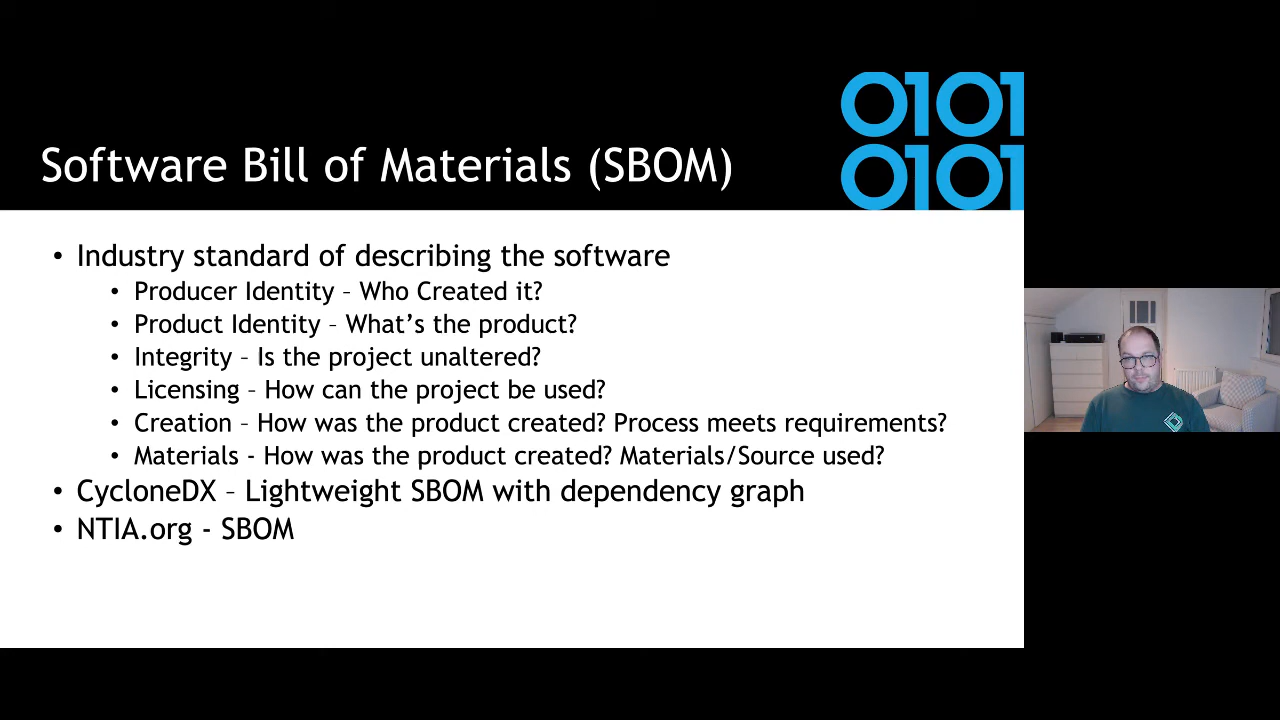 0101
0101
Software Bill of Materials (SBOM)
• Industry standard of describing the software
• Producer Identity – Who Created it?
• Product Identity – What's the product?
• Integrity – Is the project unaltered?
• Licensing – How can the project be used?
• Creation – How was the product created? Process meets requirements?
• Materials - How was the product created? Materials/Source used?
• CycloneDX – Lightweight SBOM with dependency graph
• NTIA.org - SBOM